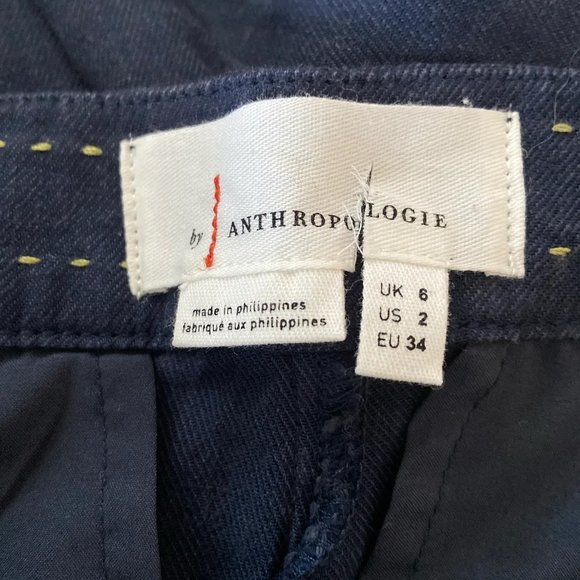 by ANTHROPOLOGIE
made in philippines
fabriqué aux philippines
UK 6
US 2
EU 34